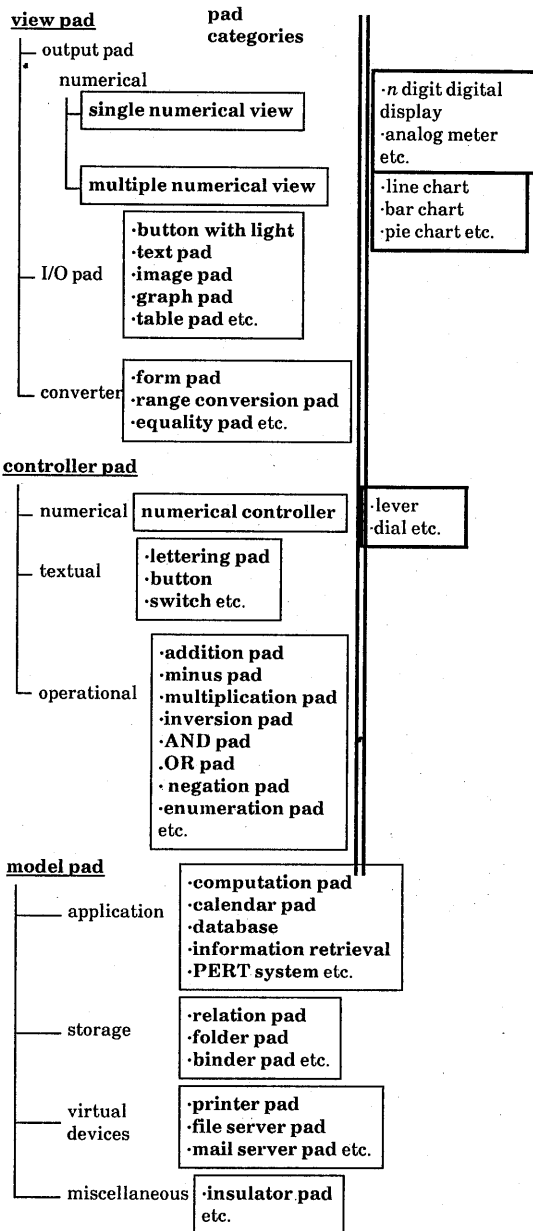 pad
categories
view pad
output pad
numerical
single numerical view
·n digit digital
display
·analog meter
etc.
multiple numerical view
·line chart
·bar chart
·pie chart etc.
I/O pad
·button with light
·text pad
·image pad
·graph pad
·table pad etc.
converter
·form pad
·range conversion pad
·equality pad etc.
controller pad
numerical
numerical controller
·lever
·dial etc.
textual
·lettering pad
·button
·switch etc.
operational
·addition pad
·minus pad
·multiplication pad
·inversion pad
·AND pad
.OR pad
· negation pad
·enumeration pad
etc.
model pad
application
·computation pad
·calendar pad
·database
·information retrieval
·PERT system etc.
storage
·relation pad
·folder pad
·binder pad etc.
virtual
devices
·printer pad
·file server pad
·mail server pad etc.
miscellaneous
·insulator pad
etc.